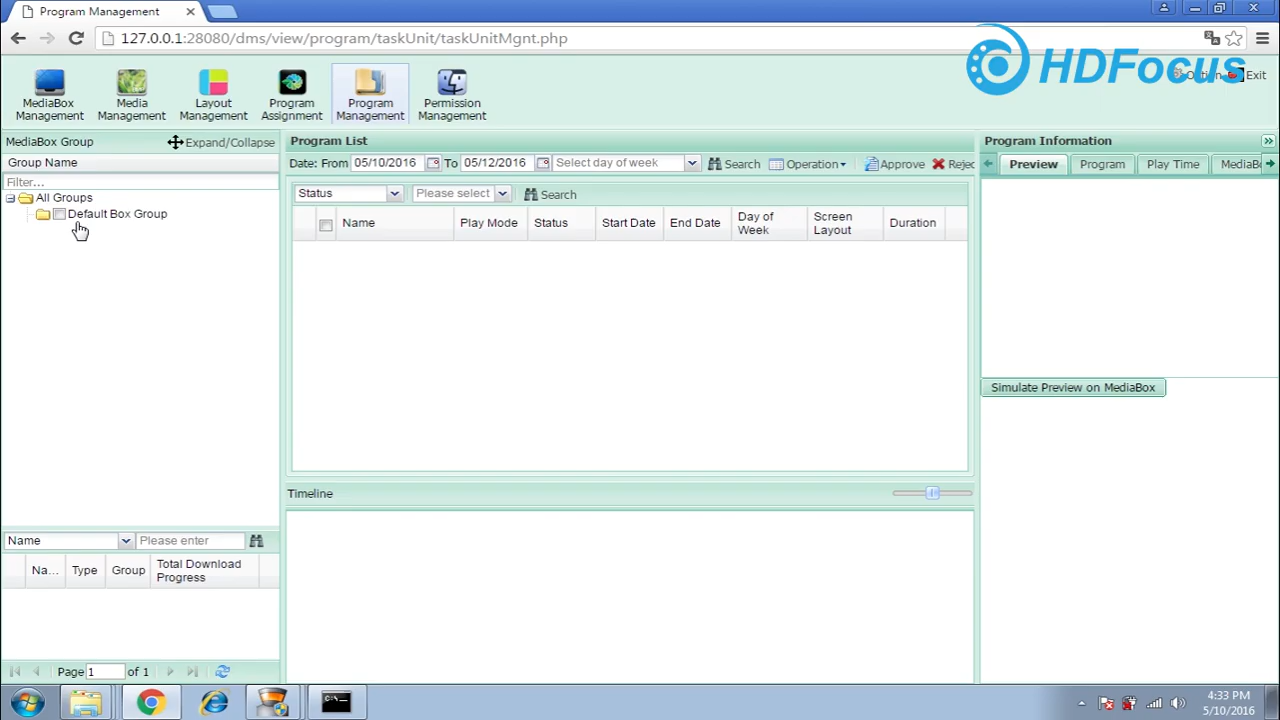 Program Management
127.0.0.1:28080/dms/view/program/taskUnit/taskUnitMgnt.php
HDFocus
Exit
MediaBox Management
Media Management
Layout Management
Program Assignment
Program Management
Permission Management
MediaBox Group
Expand/Collapse
Group Name
Filter...
All Groups
Default Box Group
Program List
Date: From 05/10/2016 To 05/12/2016 Select day of week Search Operation Approve Rejec
Status Please select Search
Name Play Mode Status Start Date End Date Day of Week Screen Layout Duration
Timeline
Program Information
Preview Program Play Time MediaB
Simulate Preview on MediaBox
Name Please enter
Na... Type Group Total Download Progress
Page 1 of 1
C:\.
4:33 PM
5/10/2016